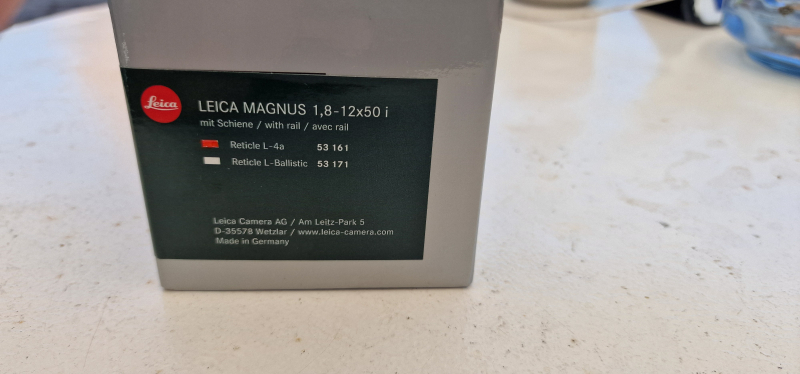 Leica
LEICA MAGNUS 1,8-12x50 i
mit Schiene / with rail / avec rail
Reticle L-4a 53 161
Reticle L-Ballistic 53 171
Leica Camera AG / Am Leitz-Park 5
D-35578 Wetzlar / www.leica-camera.com
Made in Germany